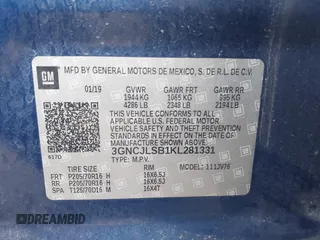 GM
MFD BY GENERAL MOTORS DE MEXICO, S. DE R.L. DE C.V.
01/19 GVWR GAWR FRT GAWR RR
1944 KG 1065 KG 995 KG
4286 LB 2348 LB 2194 LB
THIS VEHICLE CONFORMS TO ALL APPLICABLE U.S. FEDERAL MOTOR VEHICLE SAFETY, BUMPER, AND THEFT PREVENTION STANDARDS IN EFFECT ON THE DATE OF MANUFACTURE SHOWN ABOVE.
3GNCJLSB1KL281331
617D TYPE: M.P.V. MODEL: 1JV76
TIRE SIZE RIM
FRT P205/70R16 H 16X6.5J
RR P205/70R16 H 16X6.5J
SPA T125/70D16 M 16X4T
DREAMBID